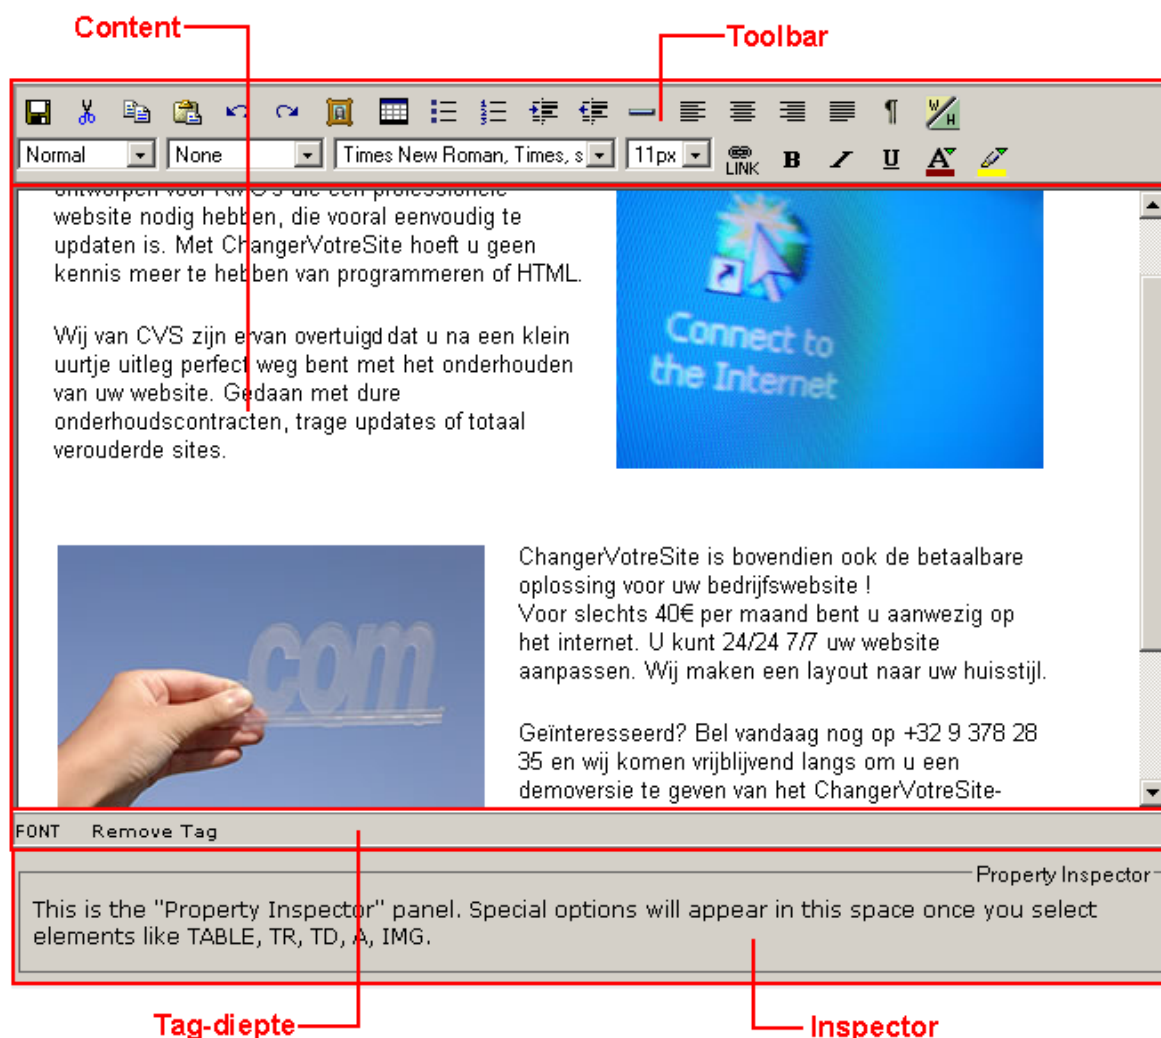 Content
Toolbar
Normal None Times New Roman, Times, s 11px LINK B I U A
W/H
ontworpen voor KMO's die een professionele
website nodig hebben, die vooral eenvoudig te
updaten is. Met ChangerVotreSite hoeft u geen
kennis meer te hebben van programmeren of HTML.
Wij van CVS zijn ervan overtuigd dat u na een klein
uurtje uitleg perfect weg bent met het onderhouden
van uw website. Gedaan met dure
onderhoudscontracten, trage updates of totaal
verouderde sites.
Connect to
the Internet
.com
ChangerVotreSite is bovendien ook de betaalbare
oplossing voor uw bedrijfswebsite !
Voor slechts 40€ per maand bent u aanwezig op
het internet. U kunt 24/24 7/7 uw website
aanpassen. Wij maken een layout naar uw huisstijl.
Geïnteresseerd? Bel vandaag nog op +32 9 378 28
35 en wij komen vrijblijvend langs om u een
demoversie te geven van het ChangerVotreSite-
FONT Remove Tag
Property Inspector
This is the "Property Inspector" panel. Special options will appear in this space once you select
elements like TABLE, TR, TD, A, IMG.
Tag-diepte
Inspector